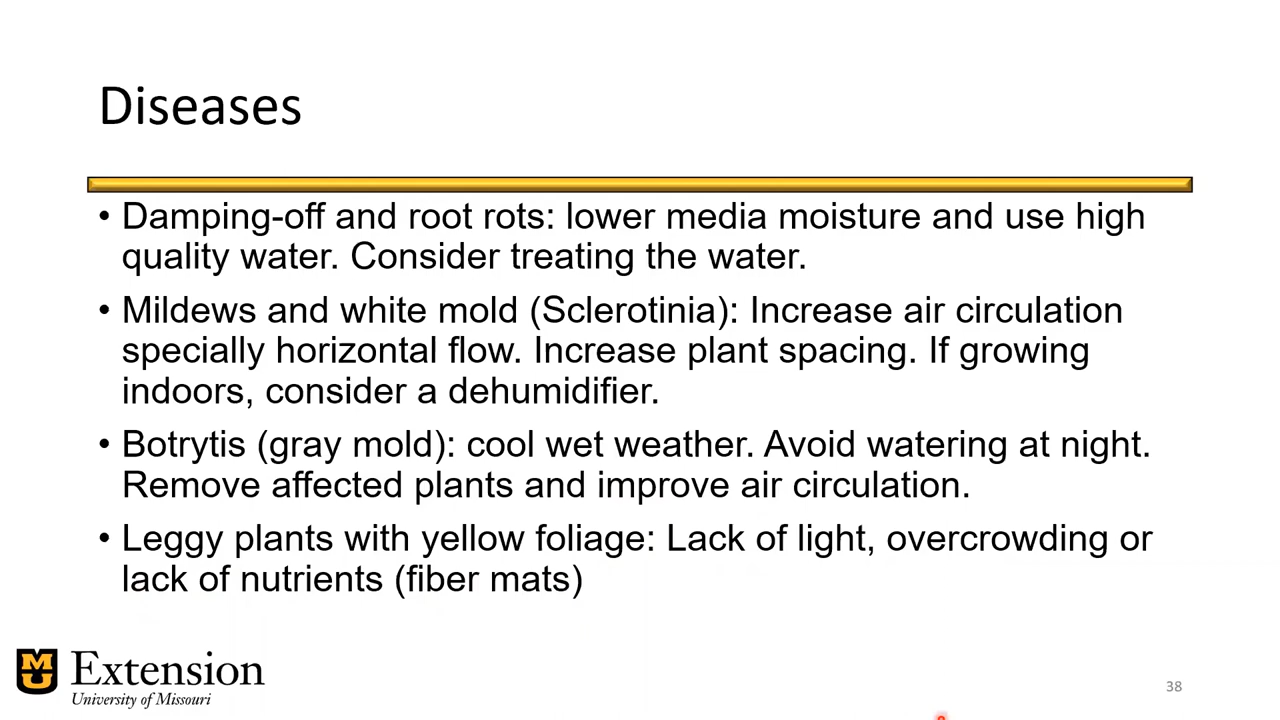 Diseases
• Damping-off and root rots: lower media moisture and use high
quality water. Consider treating the water.
• Mildews and white mold (Sclerotinia): Increase air circulation
specially horizontal flow. Increase plant spacing. If growing
indoors, consider a dehumidifier.
• Botrytis (gray mold): cool wet weather. Avoid watering at night.
Remove affected plants and improve air circulation.
• Leggy plants with yellow foliage: Lack of light, overcrowding or
lack of nutrients (fiber mats)
MU Extension
University of Missouri
38